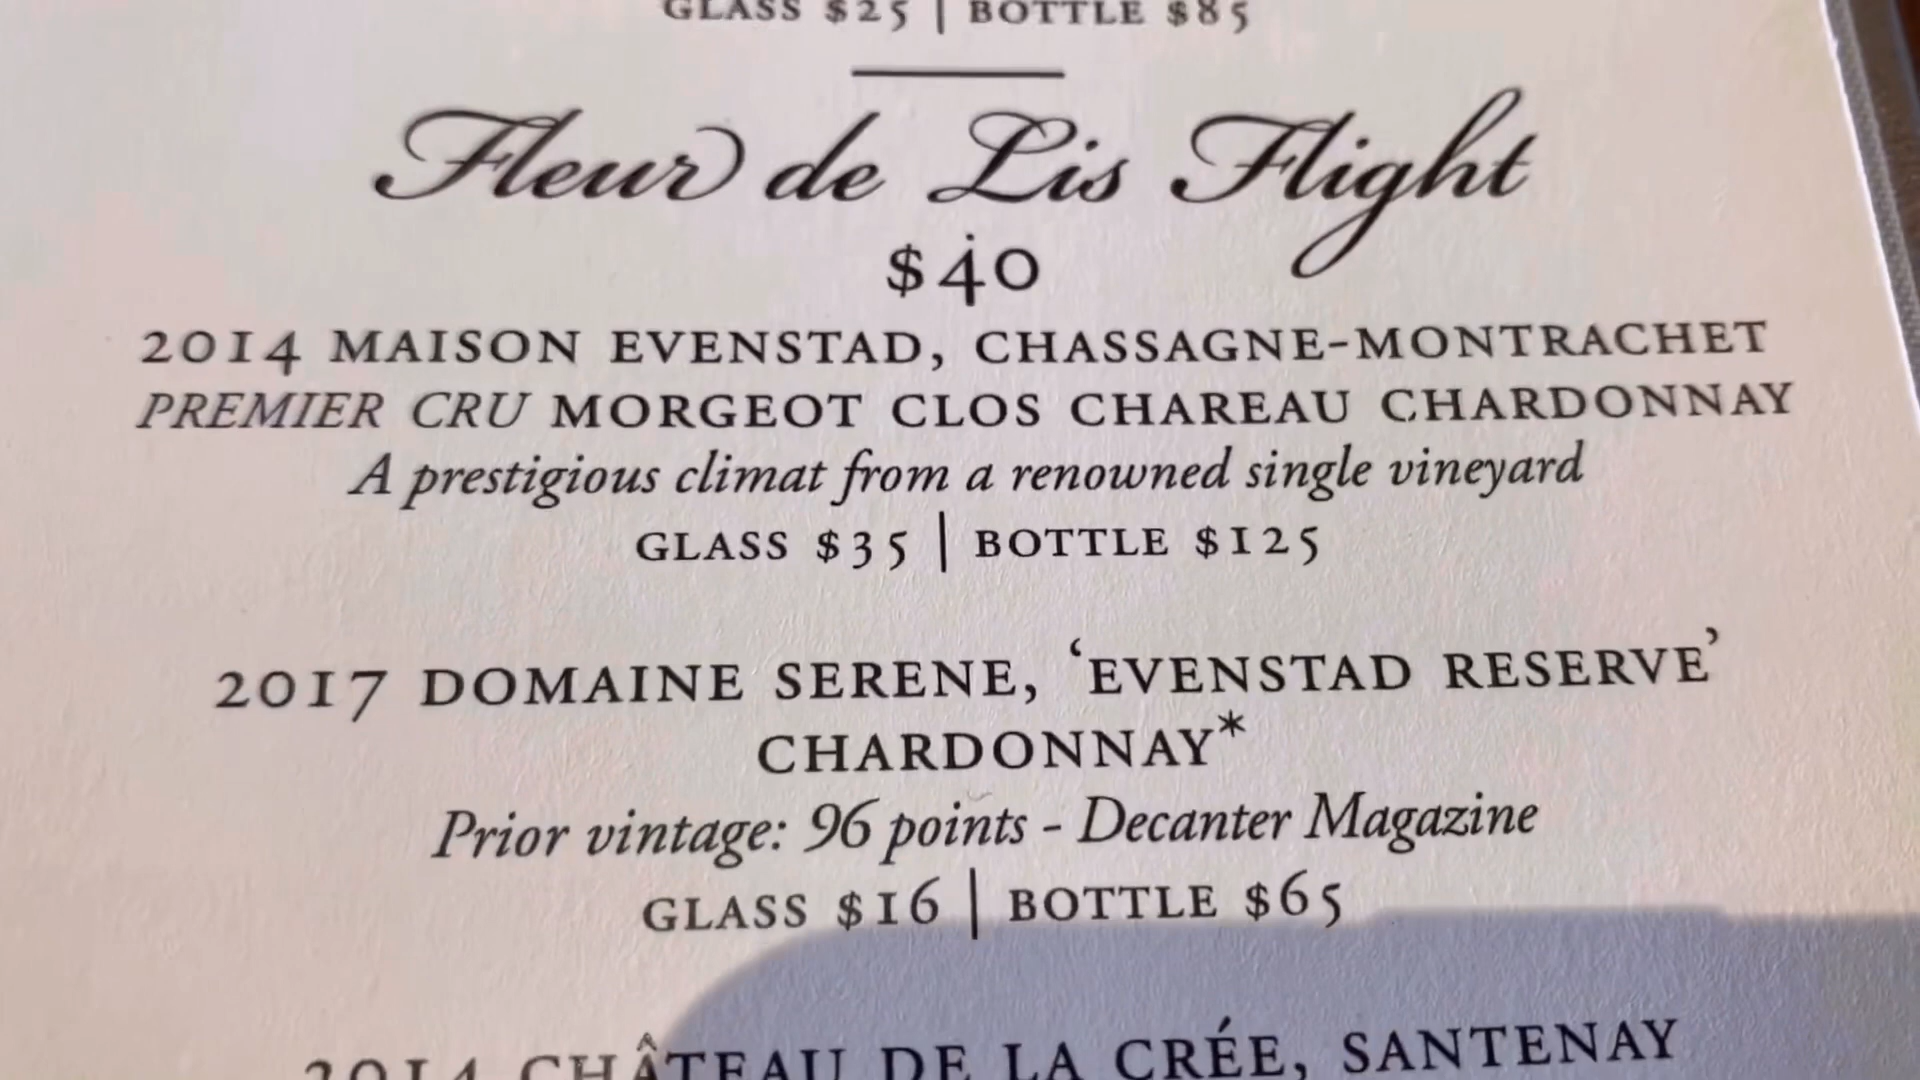 GLASS $25 | BOTTLE $85
Fleur de Lis Flight
$40
2014 MAISON EVENSTAD, CHASSAGNE-MONTRACHET
PREMIER CRU MORGEOT CLOS CHAREAU CHARDONNAY
A prestigious climat from a renowned single vineyard
GLASS $35 | BOTTLE $125
2017 DOMAINE SERENE, ‘EVENSTAD RESERVE’
CHARDONNAY*
Prior vintage: 96 points - Decanter Magazine
GLASS $16 | BOTTLE $65
2014 CHÂTEAU DE LA CRÉE, SANTENAY